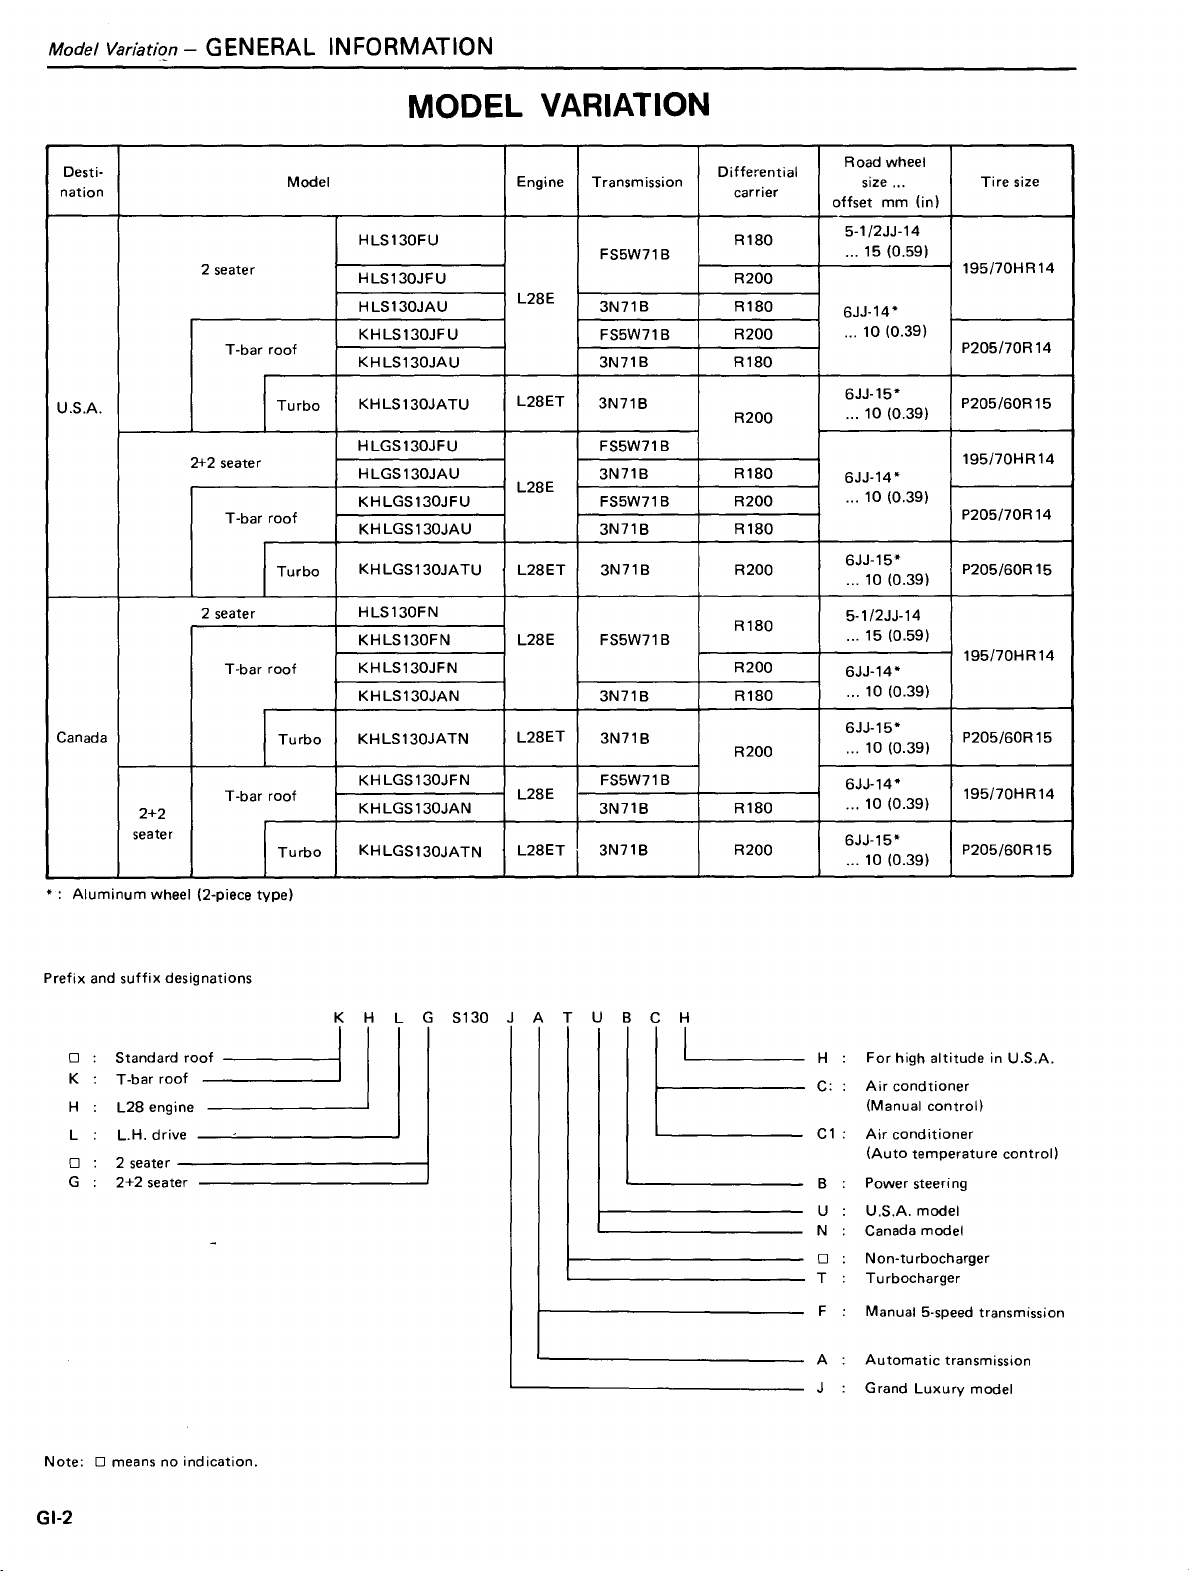 Model Variation – GENERAL INFORMATION
MODEL VARIATION
Desti-
nation
Model
Engine
Transmission
Differential
carrier
Road wheel
size ...
offset mm (in)
Tire size
U.S.A.
2 seater
HLS130FU
L28E
FS5W71B
R180
5-1/2JJ-14
... 15 (0.59)
195/70HR14
HLS130JFU
R200
6JJ-14*
... 10 (0.39)
HLS130JAU
3N71B
R180
T-bar roof
KHLS130JFU
FS5W71B
R200
P205/70R14
KHLS130JAU
3N71B
R180
Turbo
KHLS130JATU
L28ET
3N71B
R200
6JJ-15*
... 10 (0.39)
P205/60R15
2+2 seater
HLGS130JFU
L28E
FS5W71B
6JJ-14*
... 10 (0.39)
195/70HR14
HLGS130JAU
3N71B
R180
T-bar roof
KHLGS130JFU
FS5W71B
R200
P205/70R14
KHLGS130JAU
3N71B
R180
Turbo
KHLGS130JATU
L28ET
3N71B
R200
6JJ-15*
... 10 (0.39)
P205/60R15
Canada
2 seater
HLS130FN
L28E
FS5W71B
R180
5-1/2JJ-14
... 15 (0.59)
195/70HR14
KHLS130FN
T-bar roof
KHLS130JFN
R200
6JJ-14*
... 10 (0.39)
KHLS130JAN
3N71B
R180
Turbo
KHLS130JATN
L28ET
3N71B
R200
6JJ-15*
... 10 (0.39)
P205/60R15
2+2
seater
T-bar roof
KHLGS130JFN
L28E
FS5W71B
6JJ-14*
... 10 (0.39)
195/70HR14
KHLGS130JAN
3N71B
R180
Turbo
KHLGS130JATN
L28ET
3N71B
R200
6JJ-15*
... 10 (0.39)
P205/60R15
* : Aluminum wheel (2-piece type)
Prefix and suffix designations
K H L G S130 J A T U B C H
□ : Standard roof
K : T-bar roof
H : L28 engine
L : L.H. drive
□ : 2 seater
G : 2+2 seater
H : For high altitude in U.S.A.
C: : Air condtioner
(Manual control)
C1 : Air conditioner
(Auto temperature control)
B : Power steering
U : U.S.A. model
N : Canada model
□ : Non-turbocharger
T : Turbocharger
F : Manual 5-speed transmission
A : Automatic transmission
J : Grand Luxury model
Note: □ means no indication.
GI-2